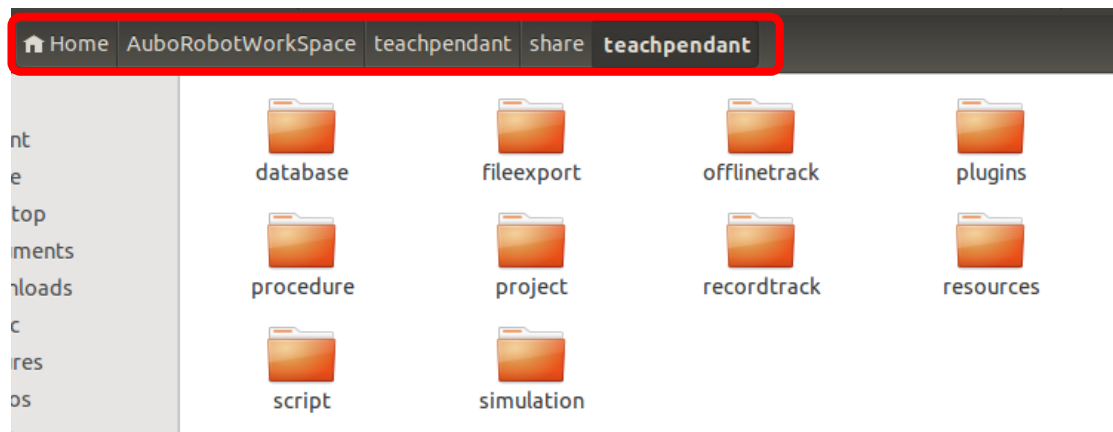 Home AuboRobotWorkSpace teachpendant share teachpendant
database fileexport offlinetrack plugins
procedure project recordtrack resources
script simulation